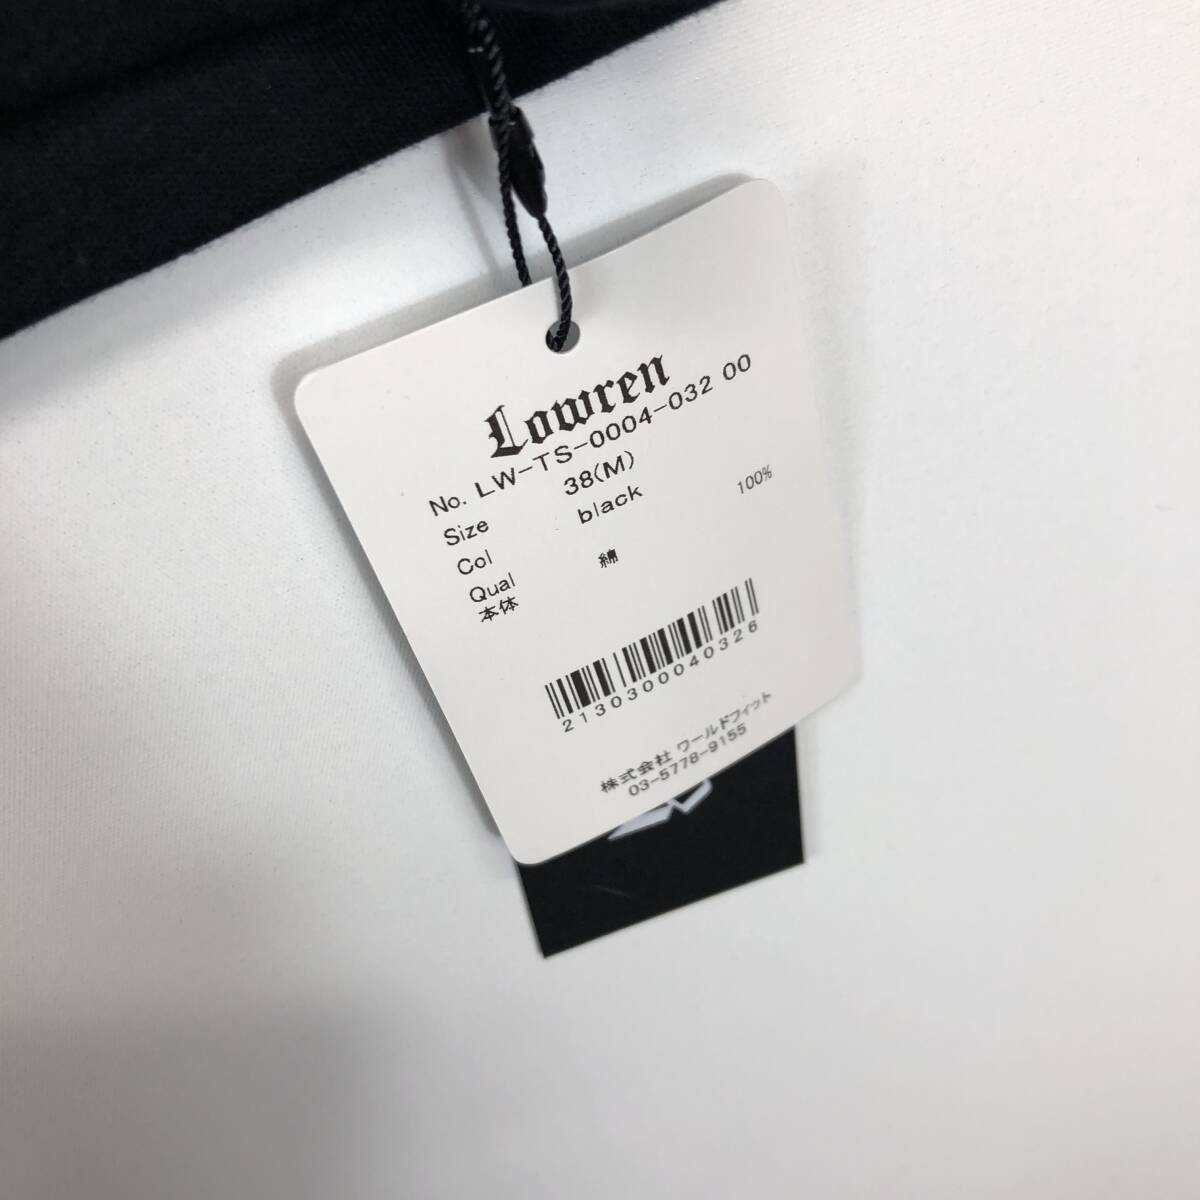 Lowren
No. LW-TS-0004-032 00
Size 38(M)
Col black
Qual
本体 綿 100%
2130300040326
株式会社 ワールドフィット
03-5778-9155